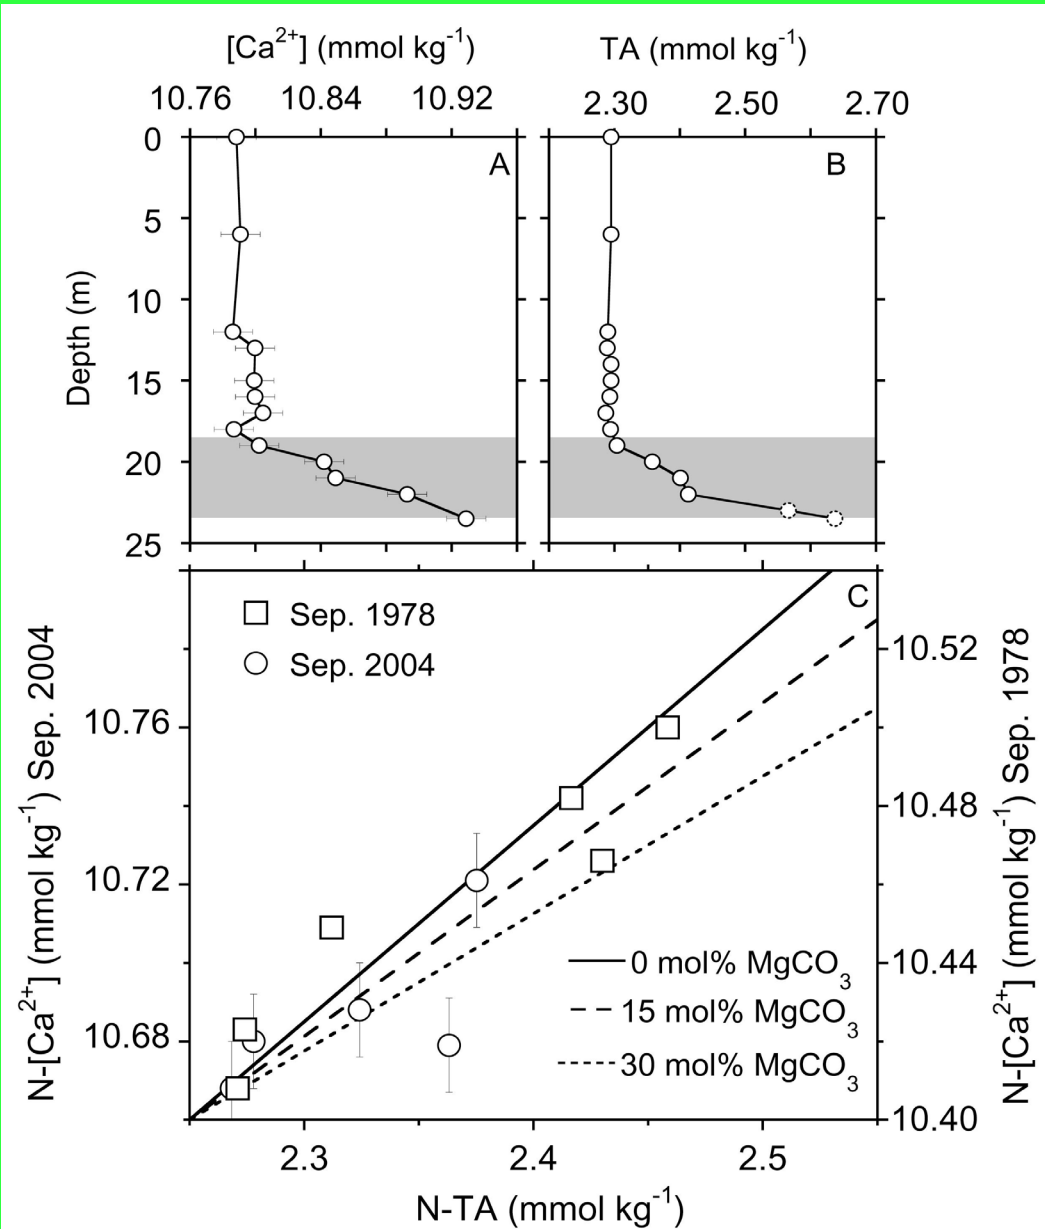 [Ca²⁺] (mmol kg⁻¹) TA (mmol kg⁻¹)
10.76 10.84 10.92 2.30 2.50 2.70
0
5
10
15
20
25
Depth (m)
A
B
C
Sep. 1978
Sep. 2004
10.76
10.72
10.68
N-[Ca²⁺] (mmol kg⁻¹) Sep. 2004
10.52
10.48
10.44
10.40
N-[Ca²⁺] (mmol kg⁻¹) Sep. 1978
0 mol% MgCO₃
15 mol% MgCO₃
30 mol% MgCO₃
2.3 2.4 2.5
N-TA (mmol kg⁻¹)